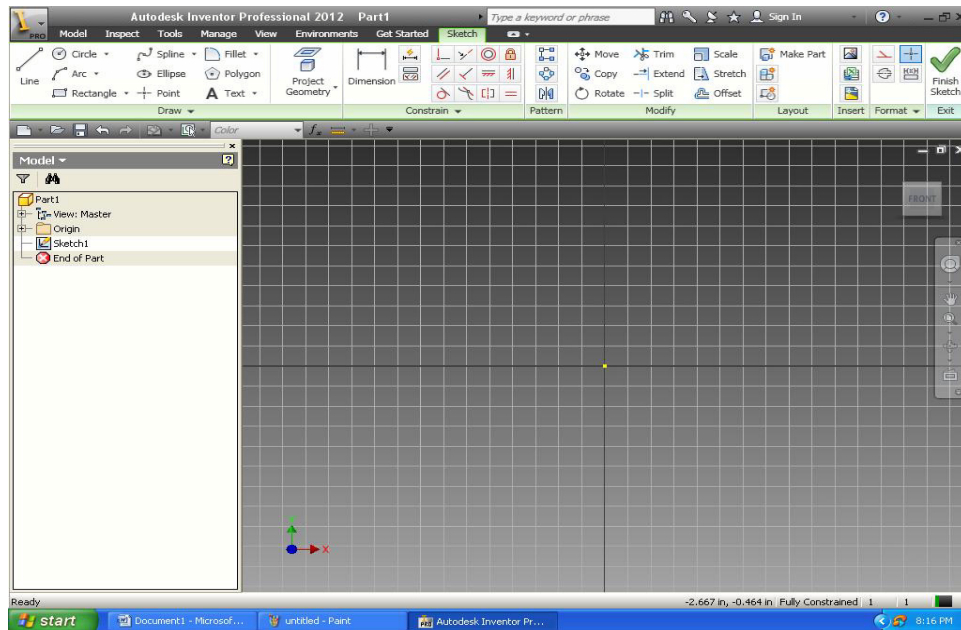 Autodesk Inventor Professional 2012 Part1 Type a keyword or phrase Sign In
PRO Model Inspect Tools Manage View Environments Get Started Sketch
Line Circle Spline Fillet
Arc Ellipse Polygon
Rectangle Point Text
Project Geometry
Dimension
Move Trim Scale Make Part
Copy Extend Stretch
Rotate Split Offset
Finish Sketch
Draw Constrain Pattern Modify Layout Insert Format Exit
Color
Model
Part1
View: Master
Origin
Sketch1
End of Part
FRONT
X
Ready -2.667 in, -0.464 in Fully Constrained 1 1
start Document1 - Microsof... untitled - Paint Autodesk Inventor Pr... 8:16 PM